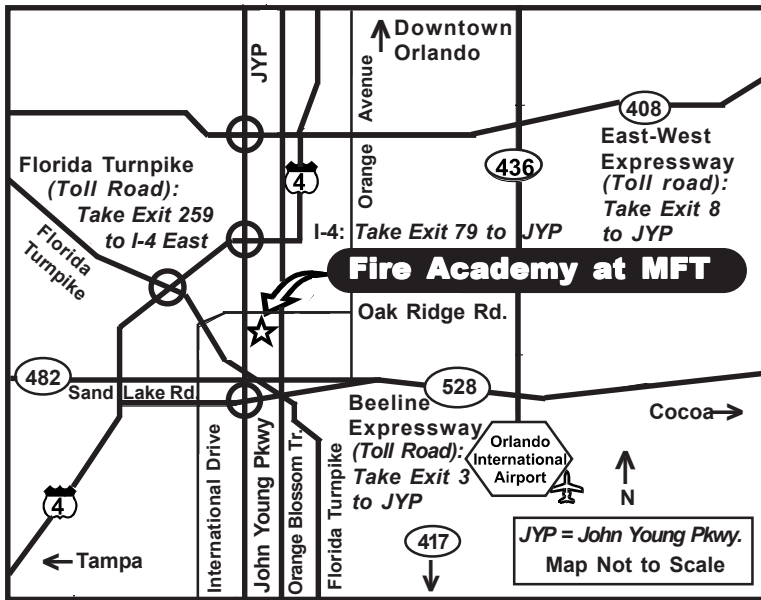 Downtown
Orlando
JYP
Orange Avenue
408
East-West
Expressway
(Toll road):
Take Exit 8
to JYP
436
4
Florida Turnpike
(Toll Road):
Take Exit 259
to I-4 East
Florida
Turnpike
I-4: Take Exit 79 to JYP
Fire Academy at MFT
Oak Ridge Rd.
482
Sand Lake Rd.
528
Beeline
Expressway
(Toll Road):
Take Exit 3
to JYP
Cocoa
Orlando
International
Airport
N
International Drive
John Young Pkwy
Orange Blossom Tr.
Florida Turnpike
4
Tampa
417
JYP = John Young Pkwy.
Map Not to Scale